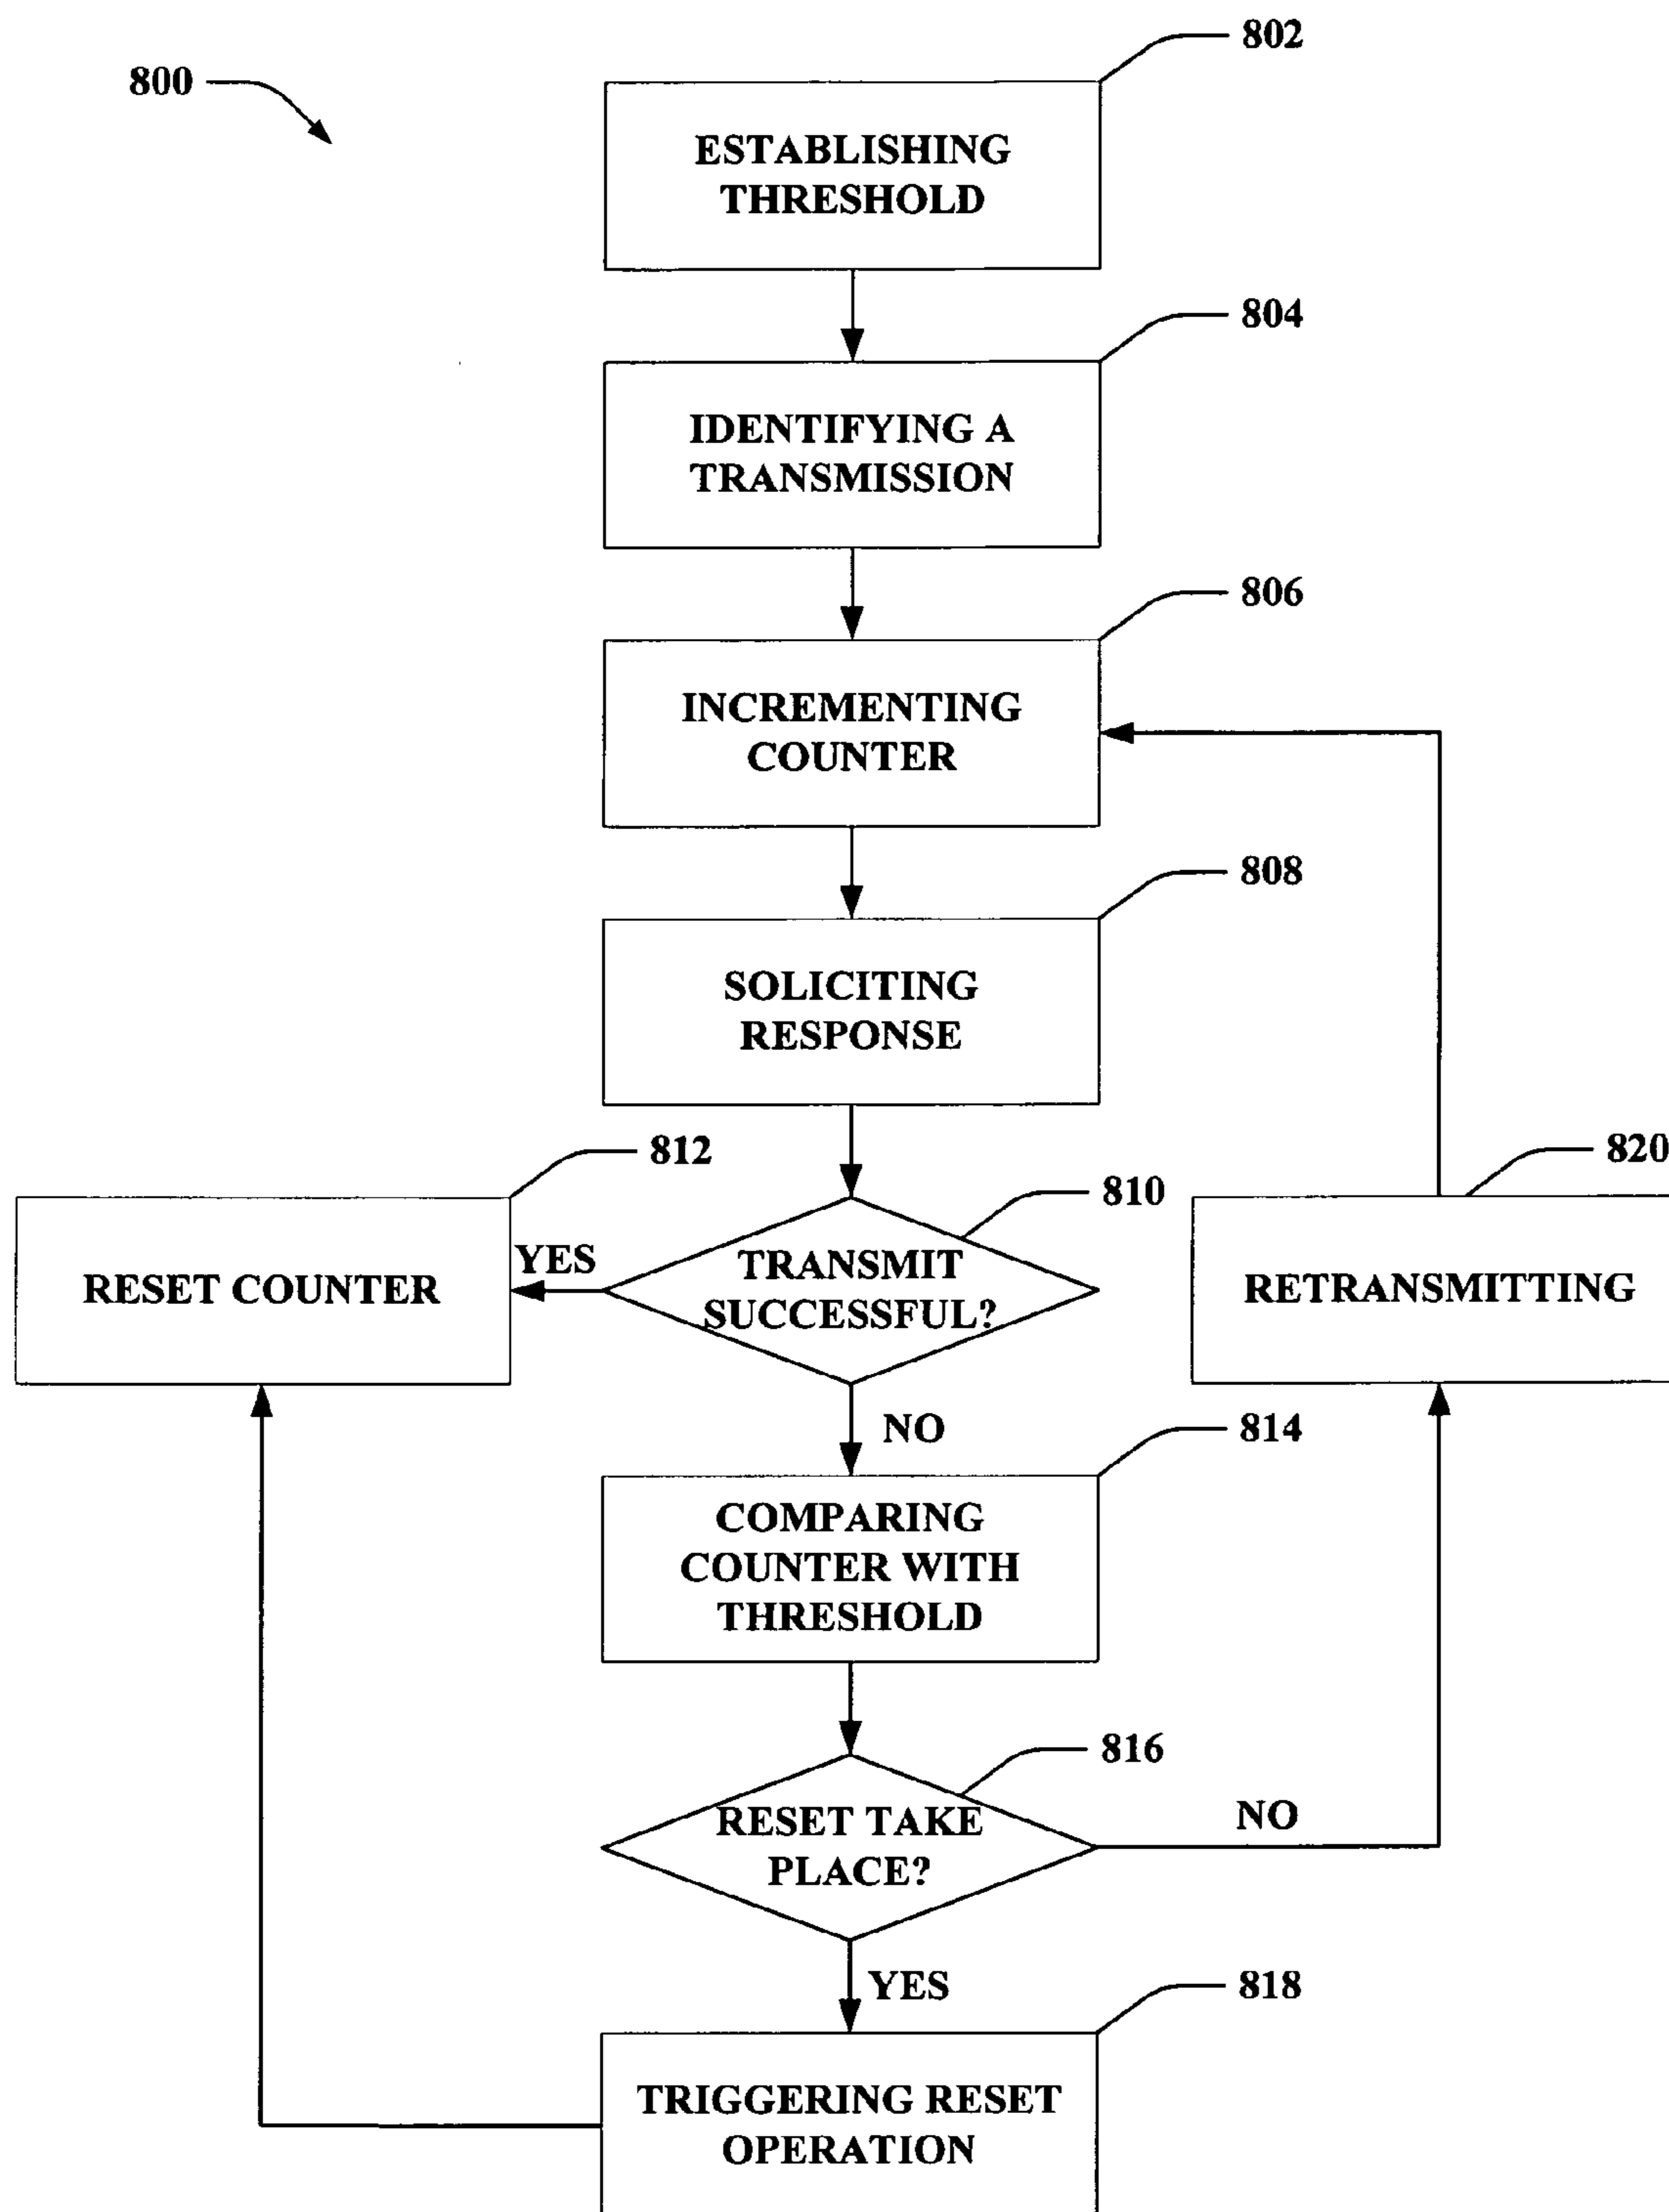 802
800
ESTABLISHING
THRESHOLD
804
IDENTIFYING A
TRANSMISSION
806
INCREMENTING
COUNTER
808
SOLICITING
RESPONSE
812
810
820
YES
RESET COUNTER
TRANSMIT
SUCCESSFUL?
RETRANSMITTING
NO
814
COMPARING
COUNTER WITH
THRESHOLD
816
RESET TAKE
PLACE?
NO
YES
818
TRIGGERING RESET
OPERATION